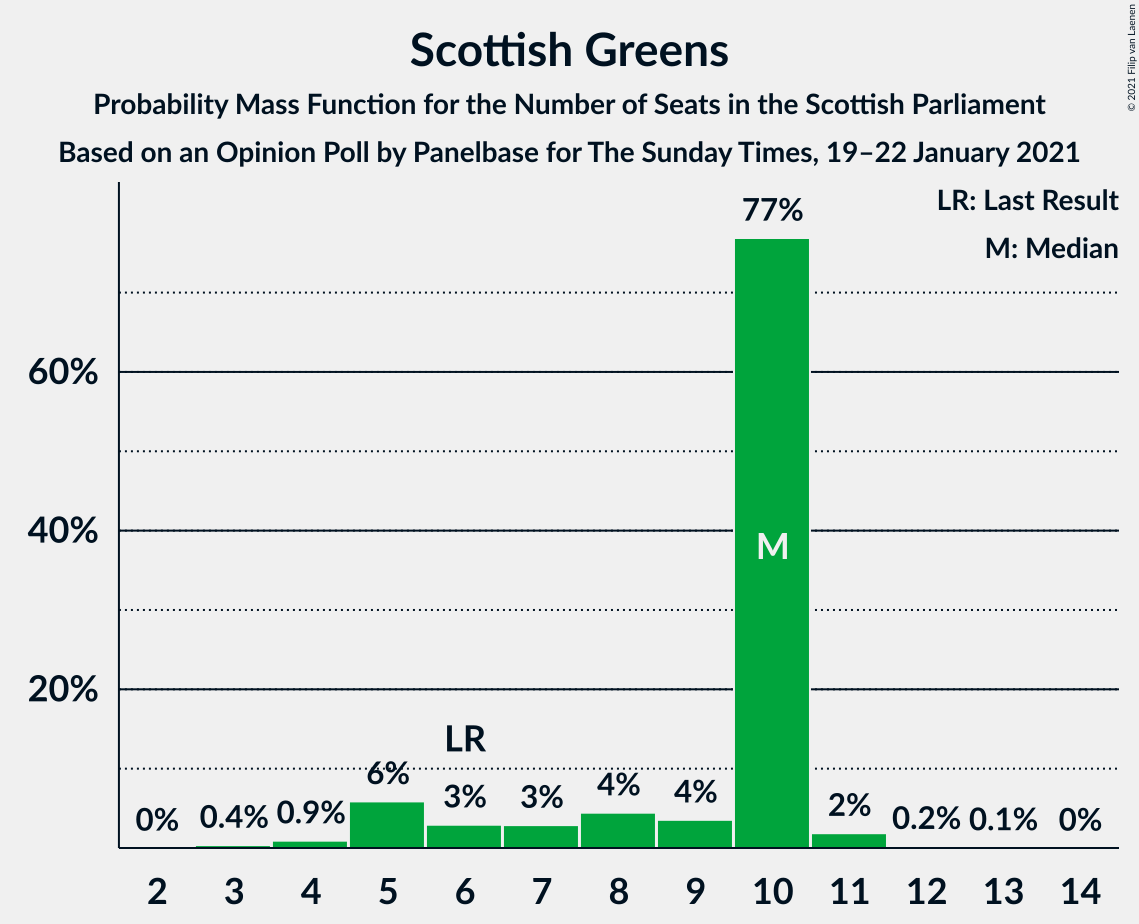 Scottish Greens
Probability Mass Function for the Number of Seats in the Scottish Parliament
Based on an Opinion Poll by Panelbase for The Sunday Times, 19–22 January 2021
© 2021 Filip van Laenen
LR: Last Result
M: Median
77%
60%
40%
M
20%
LR
0% 0.4% 0.9% 6% 3% 3% 4% 4% 2% 0.2% 0.1% 0%
2 3 4 5 6 7 8 9 10 11 12 13 14